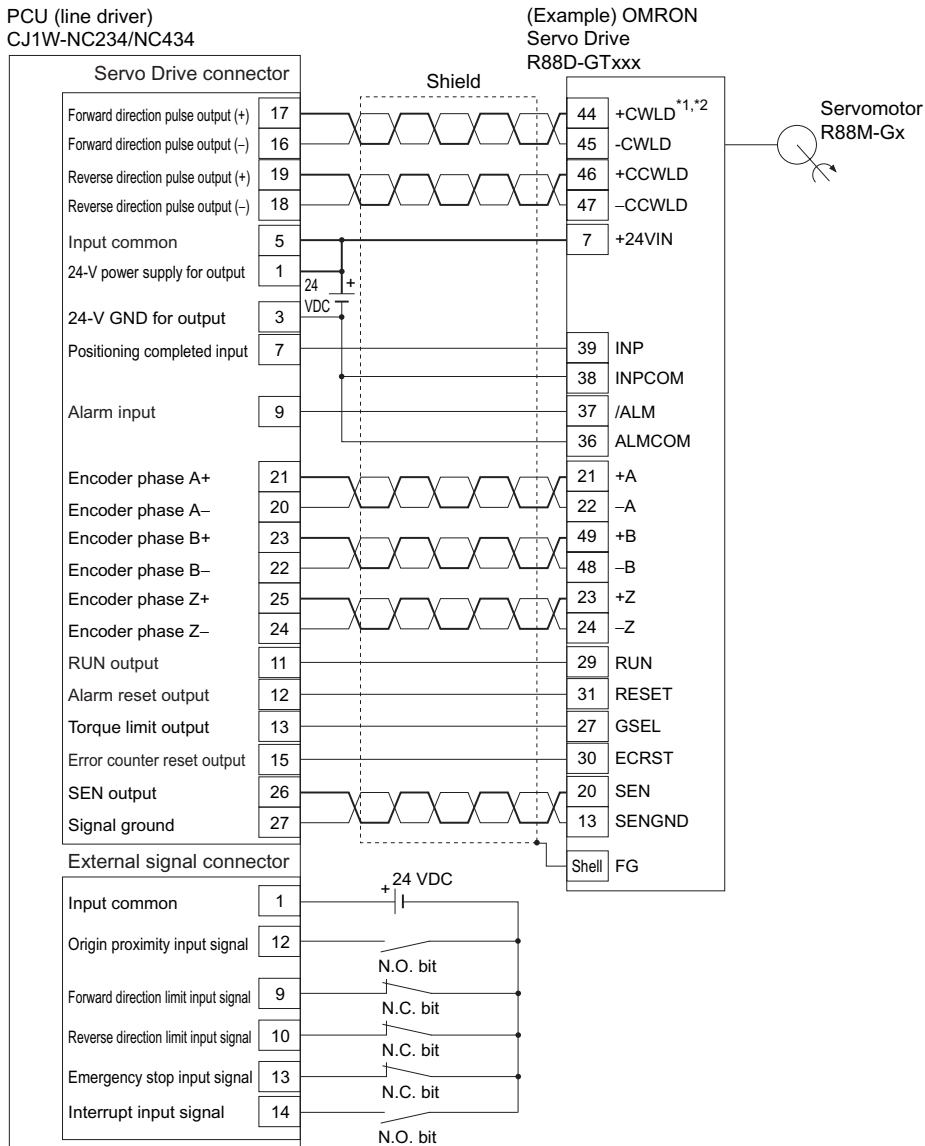 PCU (line driver)
CJ1W-NC234/NC434
(Example) OMRON
Servo Drive
R88D-GTxxx
Servo Drive connector
Shield
Servomotor
R88M-Gx
Forward direction pulse output (+) 17 44 +CWLD*1,*2
Forward direction pulse output (−) 16 45 -CWLD
Reverse direction pulse output (+) 19 46 +CCWLD
Reverse direction pulse output (−) 18 47 −CCWLD
Input common 5 7 +24VIN
24-V power supply for output 1
24 +
VDC
24-V GND for output 3
Positioning completed input 7 39 INP
38 INPCOM
Alarm input 9 37 /ALM
36 ALMCOM
Encoder phase A+ 21 21 +A
Encoder phase A− 20 22 −A
Encoder phase B+ 23 49 +B
Encoder phase B− 22 48 −B
Encoder phase Z+ 25 23 +Z
Encoder phase Z− 24 24 −Z
RUN output 11 29 RUN
Alarm reset output 12 31 RESET
Torque limit output 13 27 GSEL
Error counter reset output 15 30 ECRST
SEN output 26 20 SEN
Signal ground 27 13 SENGND
Shell FG
External signal connector
+ 24 VDC
Input common 1
Origin proximity input signal 12
N.O. bit
Forward direction limit input signal 9
N.C. bit
Reverse direction limit input signal 10
N.C. bit
Emergency stop input signal 13
N.C. bit
Interrupt input signal 14
N.O. bit